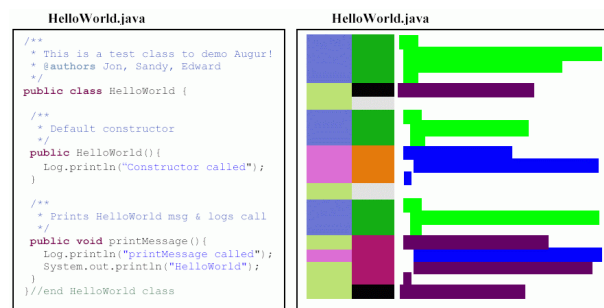 HelloWorld.java
HelloWorld.java
/**
* This is a test class to demo Augur!
* @authors Jon, Sandy, Edward
*/
public class HelloWorld {
/**
* Default constructor
*/
public HelloWorld(){
Log.println("Constructor called");
}
/**
* Prints HelloWorld msg & logs call
*/
public void printMessage(){
Log.println("printMessage called");
System.out.println("HelloWorld");
}
}//end HelloWorld class